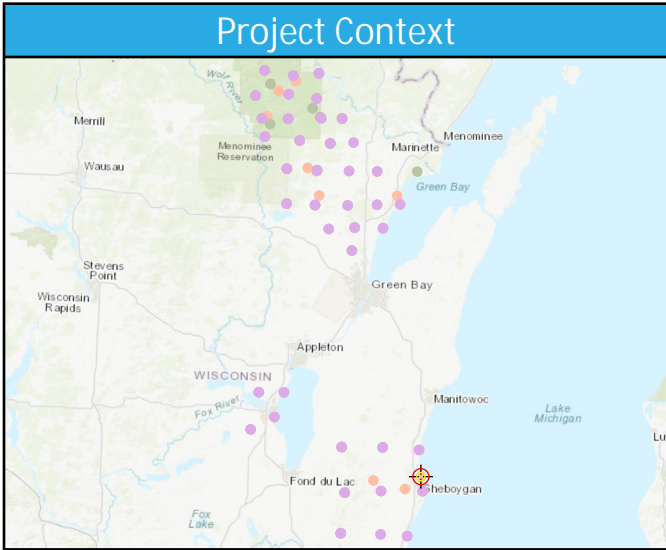 Project Context
Wolf
River
Merrill
Menominee
Marinette
Menominee
Reservation
Wausau
Green Bay
Stevens
Point
Green Bay
Wisconsin
Rapids
Appleton
WISCONSIN
Manitowoc
Fox River
Lake
Michigan
Lu
Fond du Lac
Sheboygan
Fox
Lake